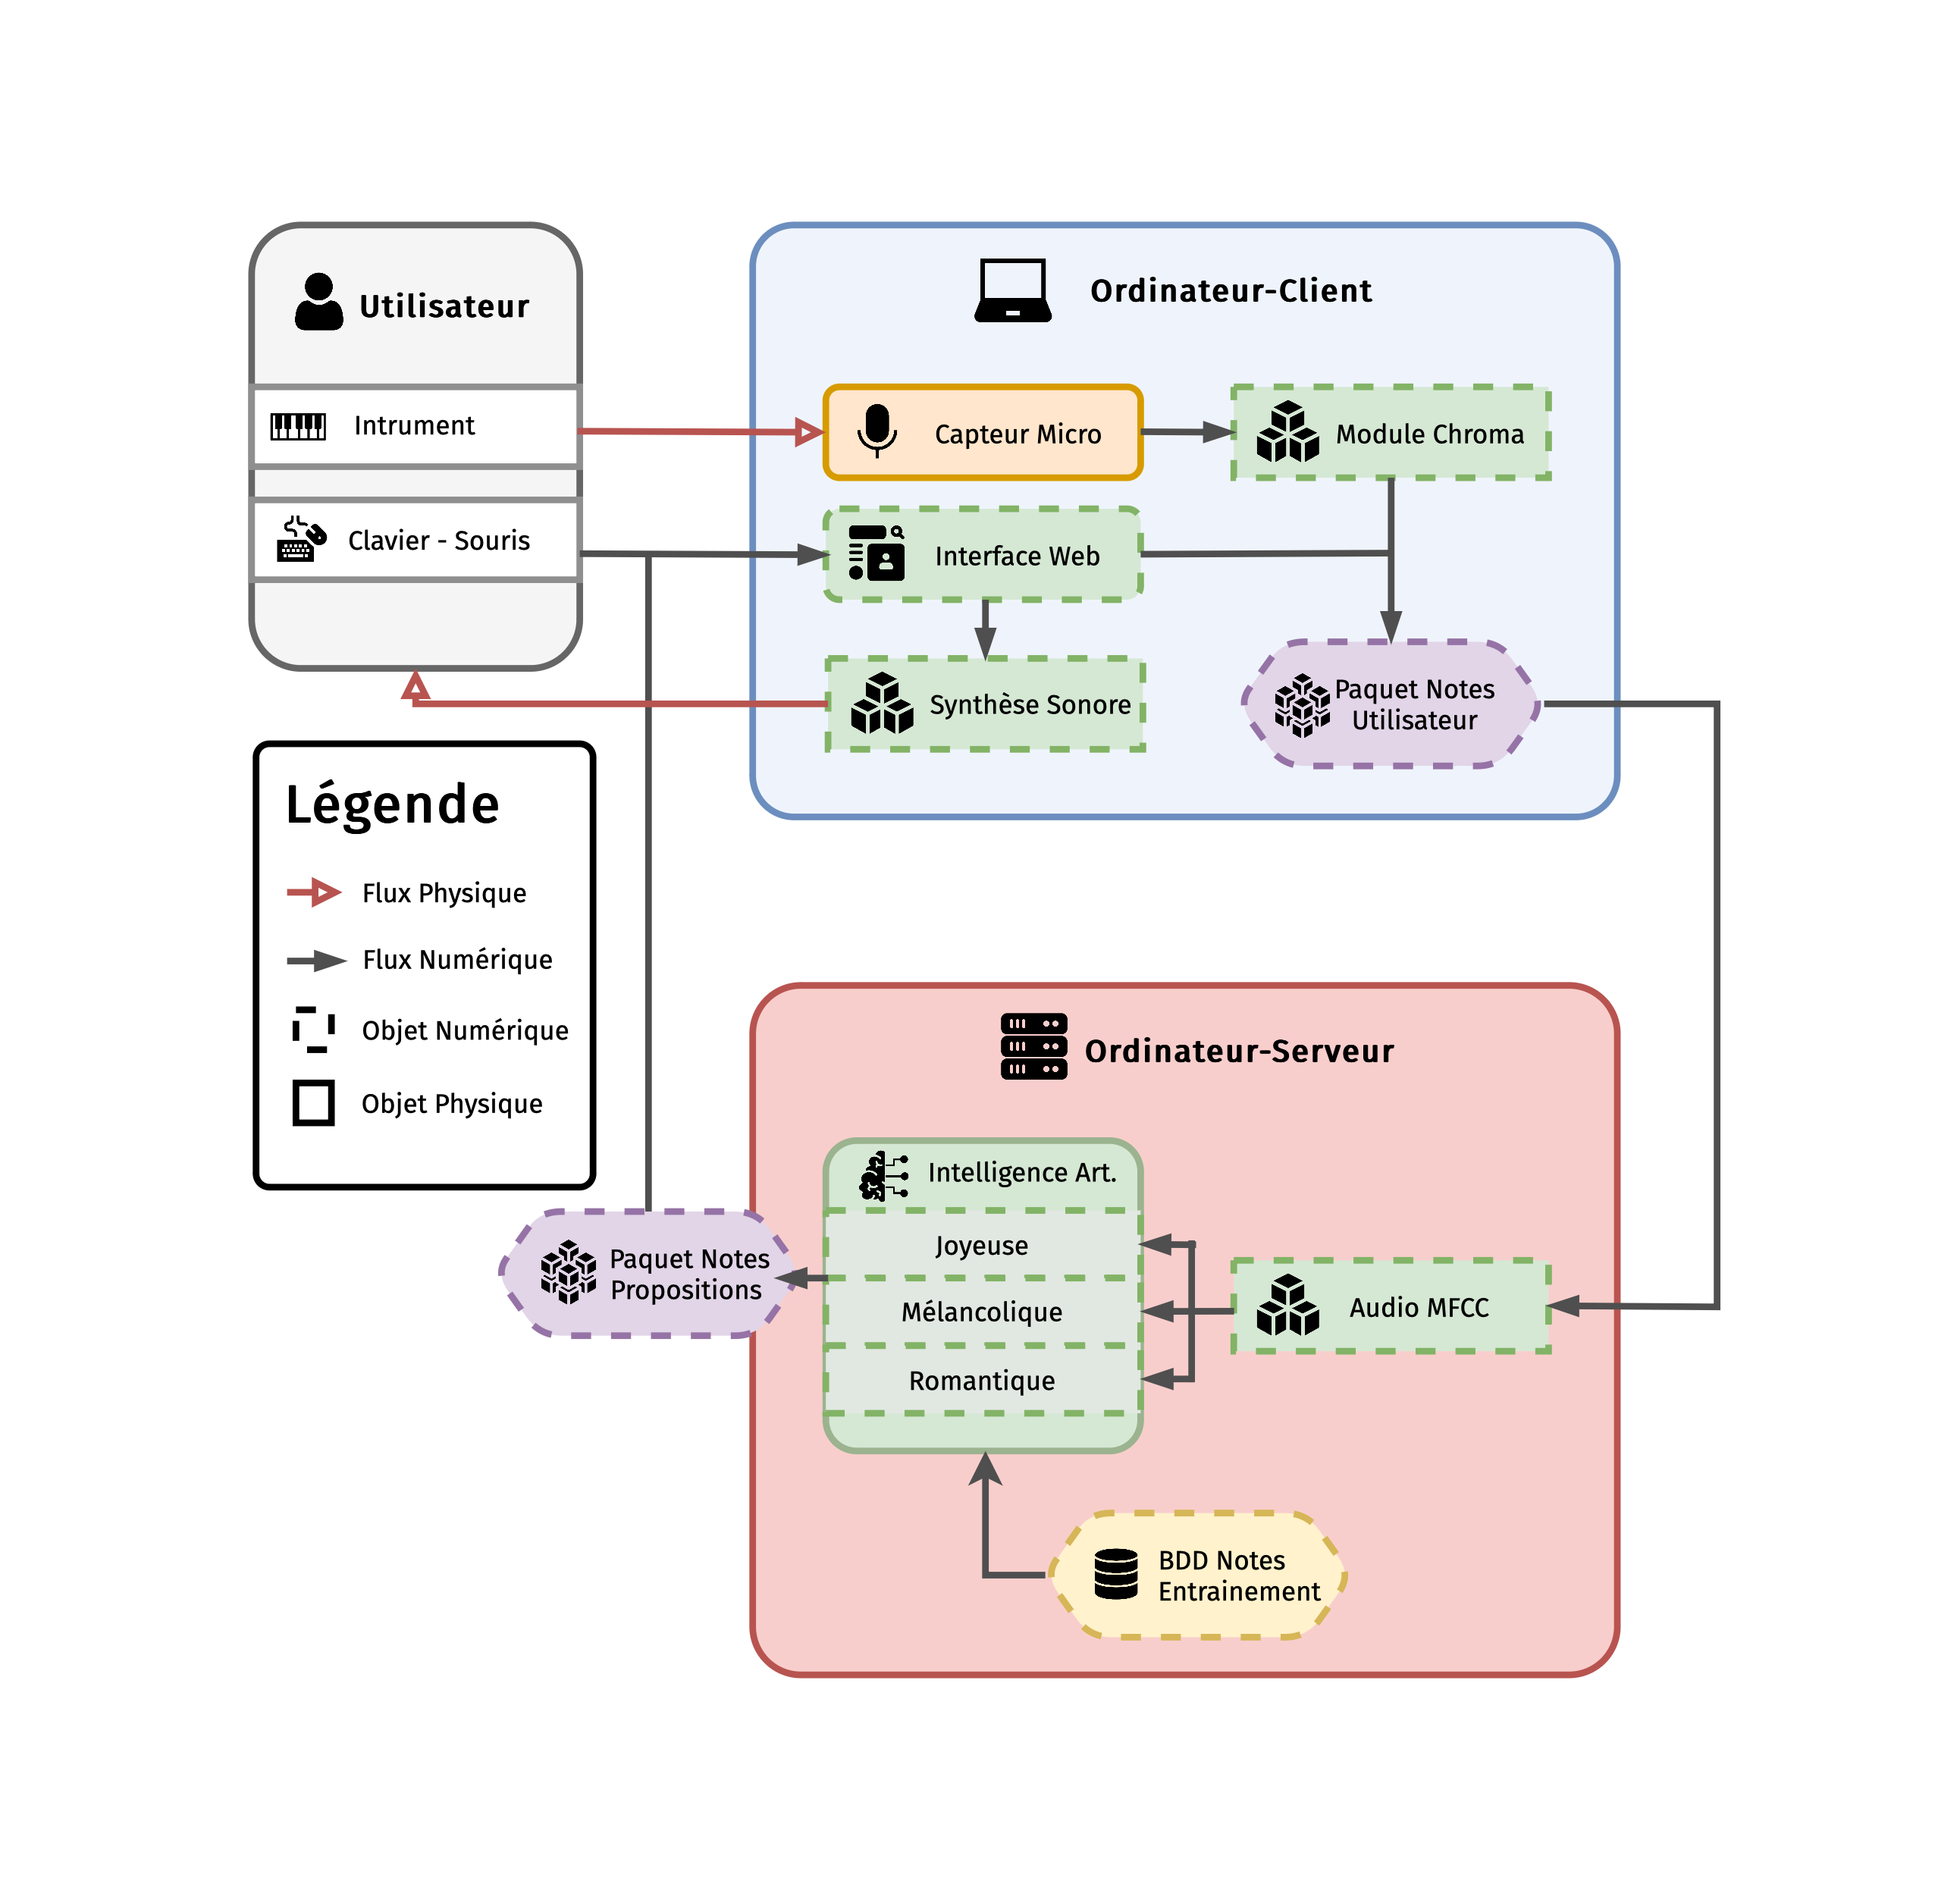 Utilisateur
Intrument
Clavier - Souris
Ordinateur-Client
Capteur Micro
Module Chroma
Interface Web
Synthèse Sonore
Paquet Notes
Utilisateur
Légende
Flux Physique
Flux Numérique
Objet Numérique
Objet Physique
Ordinateur-Serveur
Intelligence Art.
Joyeuse
Mélancolique
Romantique
Paquet Notes
Propositions
Audio MFCC
BDD Notes
Entrainement